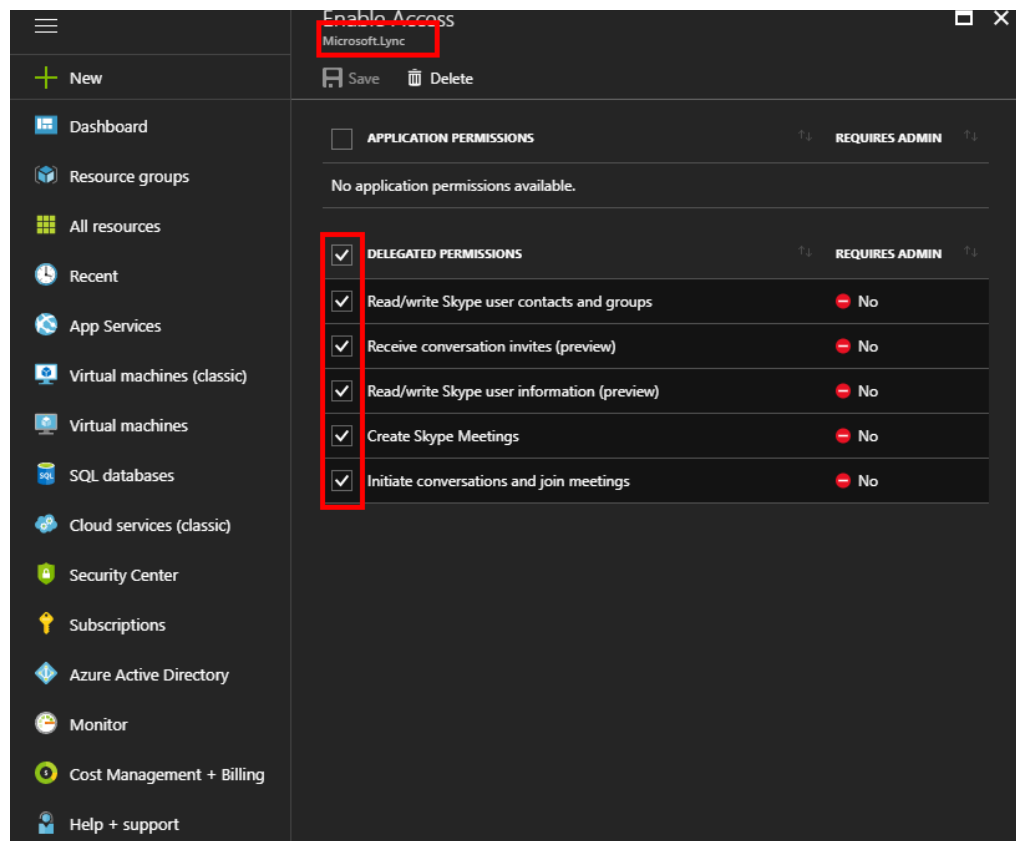 Enable Access
Microsoft.Lync
New
Save Delete
Dashboard
Resource groups
All resources
Recent
App Services
Virtual machines (classic)
Virtual machines
SQL databases
Cloud services (classic)
Security Center
Subscriptions
Azure Active Directory
Monitor
Cost Management + Billing
Help + support
APPLICATION PERMISSIONS REQUIRES ADMIN
No application permissions available.
DELEGATED PERMISSIONS REQUIRES ADMIN
Read/write Skype user contacts and groups No
Receive conversation invites (preview) No
Read/write Skype user information (preview) No
Create Skype Meetings No
Initiate conversations and join meetings No